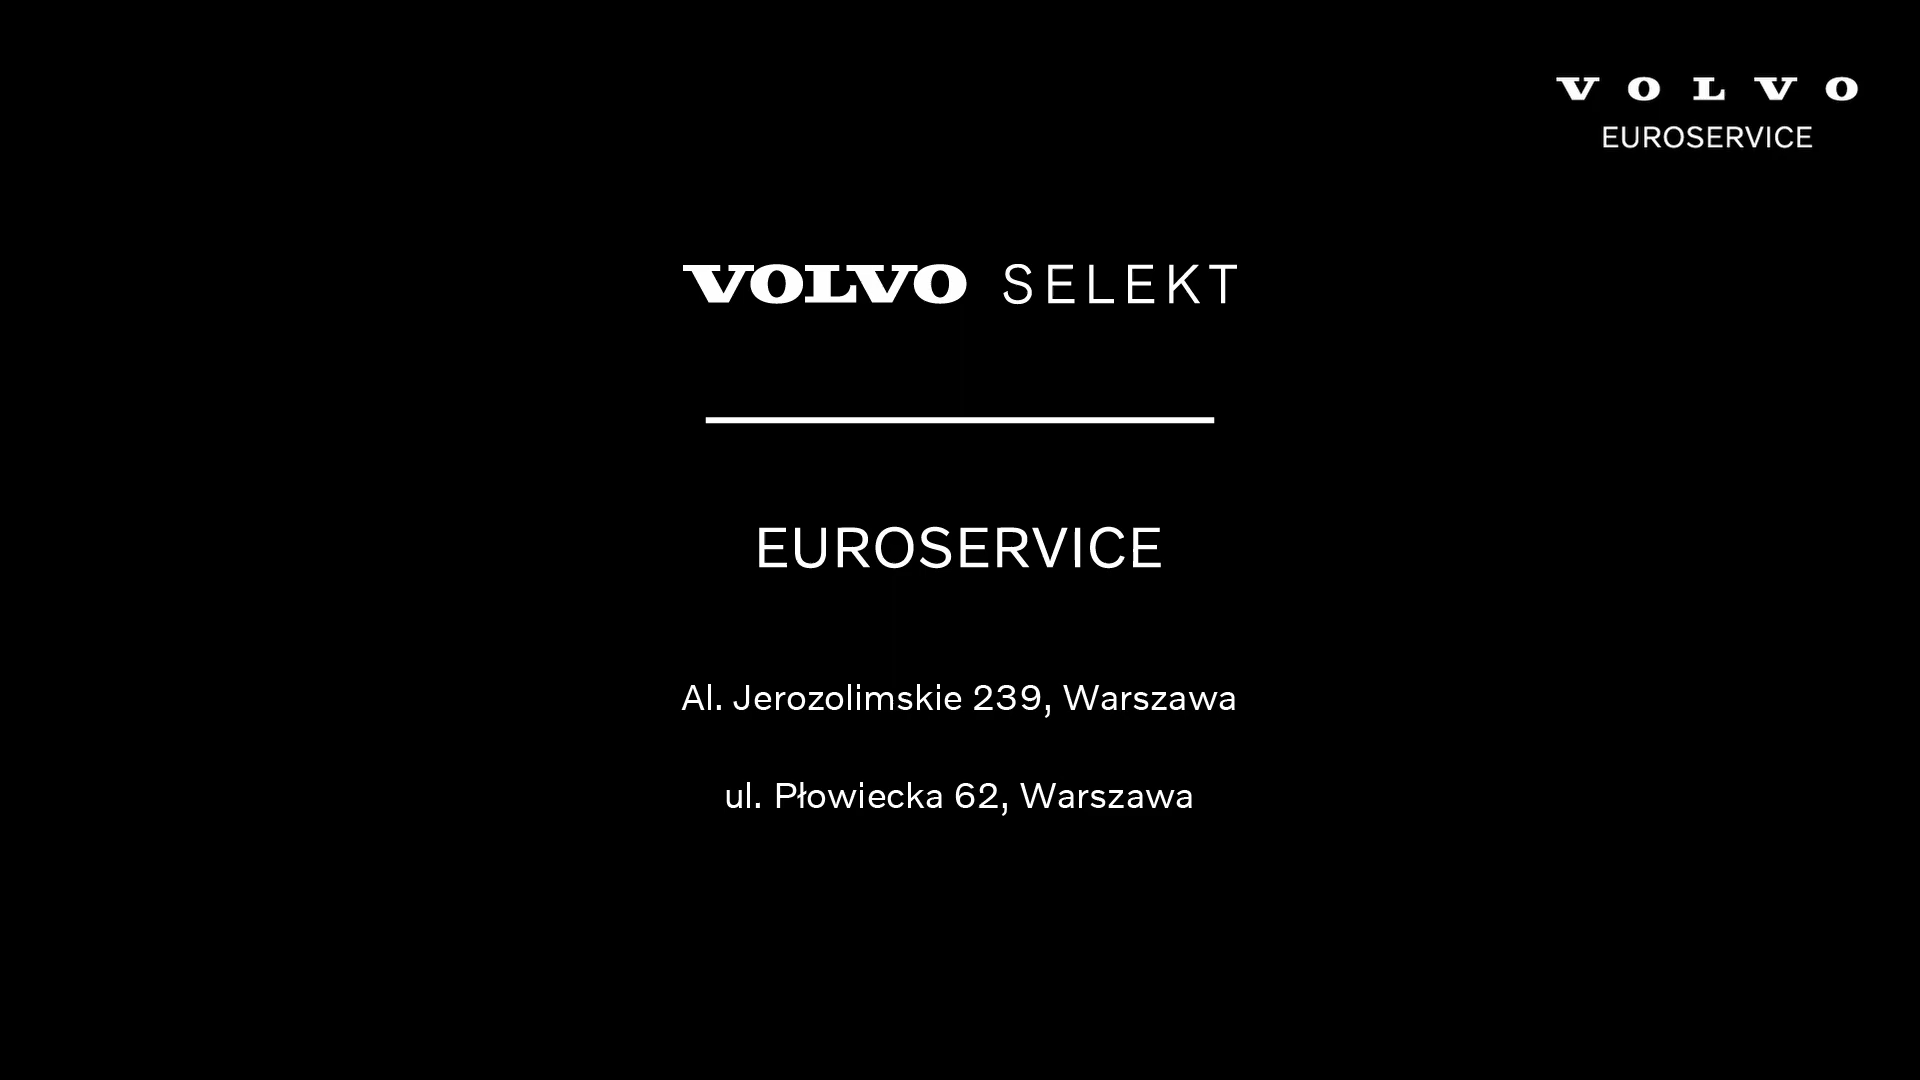 VOLVO
EUROSERVICE
VOLVO SELEKT
EUROSERVICE
Al. Jerozolimskie 239, Warszawa
ul. Płowiecka 62, Warszawa